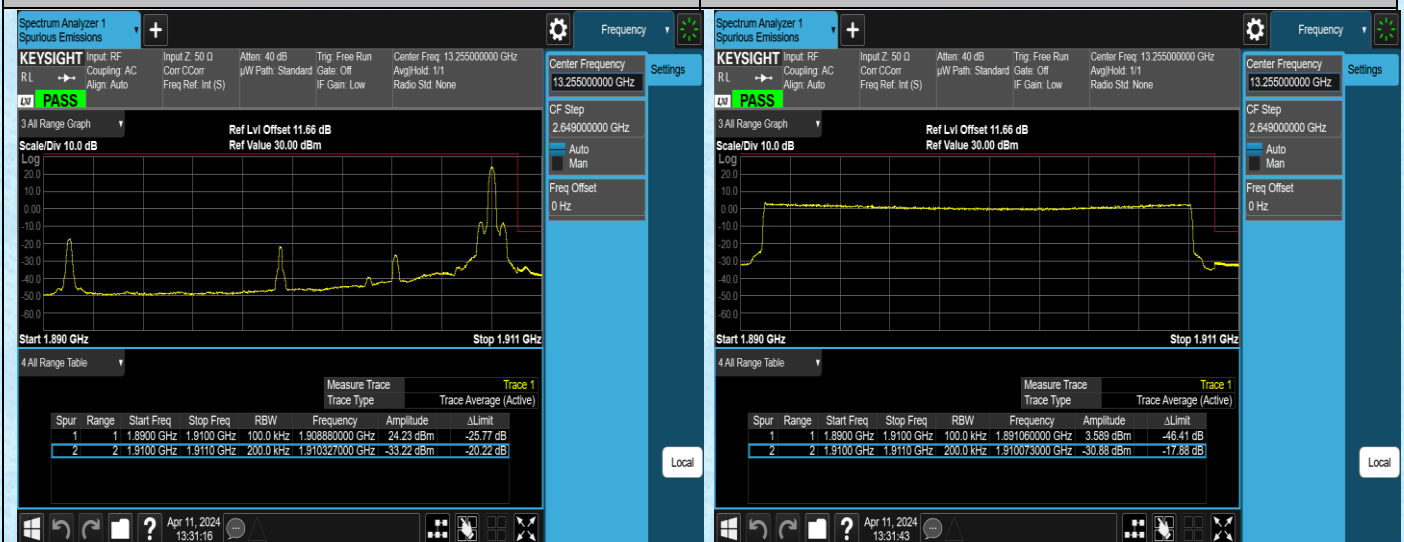 Spectrum Analyzer 1
Spurious Emissions
+
Frequency
KEYSIGHT
RL
Input: RF
Coupling: AC
Align: Auto
Input Z: 50 Ω
Corr CCorr
Freq Ref: Int (S)
Atten: 40 dB
µW Path: Standard
Trig: Free Run
Gate: Off
IF Gain: Low
Center Freq: 13.255000000 GHz
Avg|Hold: 1/1
Radio Std: None
LXI PASS
Center Frequency
13.255000000 GHz
Settings
CF Step
2.649000000 GHz
Auto
Man
Freq Offset
0 Hz
3 All Range Graph
Ref Lvl Offset 11.66 dB
Scale/Div 10.0 dB Ref Value 30.00 dBm
Log
20.0
10.0
0.00
-10.0
-20.0
-30.0
-40.0
-50.0
-60.0
Start 1.890 GHz Stop 1.911 GHz
4 All Range Table
Measure Trace Trace 1
Trace Type Trace Average (Active)
Spur Range Start Freq Stop Freq RBW Frequency Amplitude ΔLimit
1 1 1.8900 GHz 1.9100 GHz 100.0 kHz 1.908880000 GHz 24.23 dBm -25.77 dB
2 2 1.9100 GHz 1.9110 GHz 200.0 kHz 1.910327000 GHz -33.22 dBm -20.22 dB
Local
?
Apr 11, 2024
13:31:16
Spectrum Analyzer 1
Spurious Emissions
+
Frequency
KEYSIGHT
RL
Input: RF
Coupling: AC
Align: Auto
Input Z: 50 Ω
Corr CCorr
Freq Ref: Int (S)
Atten: 40 dB
µW Path: Standard
Trig: Free Run
Gate: Off
IF Gain: Low
Center Freq: 13.255000000 GHz
Avg|Hold: 1/1
Radio Std: None
LXI PASS
Center Frequency
13.255000000 GHz
Settings
CF Step
2.649000000 GHz
Auto
Man
Freq Offset
0 Hz
3 All Range Graph
Ref Lvl Offset 11.66 dB
Scale/Div 10.0 dB Ref Value 30.00 dBm
Log
20.0
10.0
0.00
-10.0
-20.0
-30.0
-40.0
-50.0
-60.0
Start 1.890 GHz Stop 1.911 GHz
4 All Range Table
Measure Trace Trace 1
Trace Type Trace Average (Active)
Spur Range Start Freq Stop Freq RBW Frequency Amplitude ΔLimit
1 1 1.8900 GHz 1.9100 GHz 100.0 kHz 1.891060000 GHz 3.589 dBm -46.41 dB
2 2 1.9100 GHz 1.9110 GHz 200.0 kHz 1.910073000 GHz -30.88 dBm -17.88 dB
Local
?
Apr 11, 2024
13:31:43